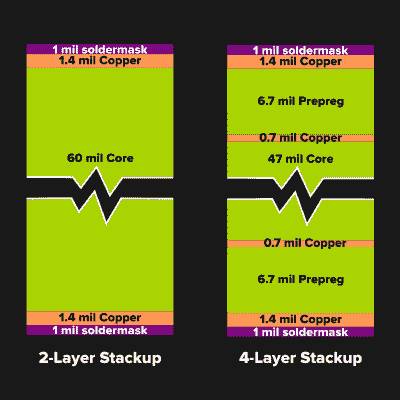 1 mil soldermask
1.4 mil Copper
60 mil Core
1.4 mil Copper
1 mil soldermask
2-Layer Stackup
1 mil soldermask
1.4 mil Copper
6.7 mil Prepreg
0.7 mil Copper
47 mil Core
0.7 mil Copper
6.7 mil Prepreg
1.4 mil Copper
1 mil soldermask
4-Layer Stackup